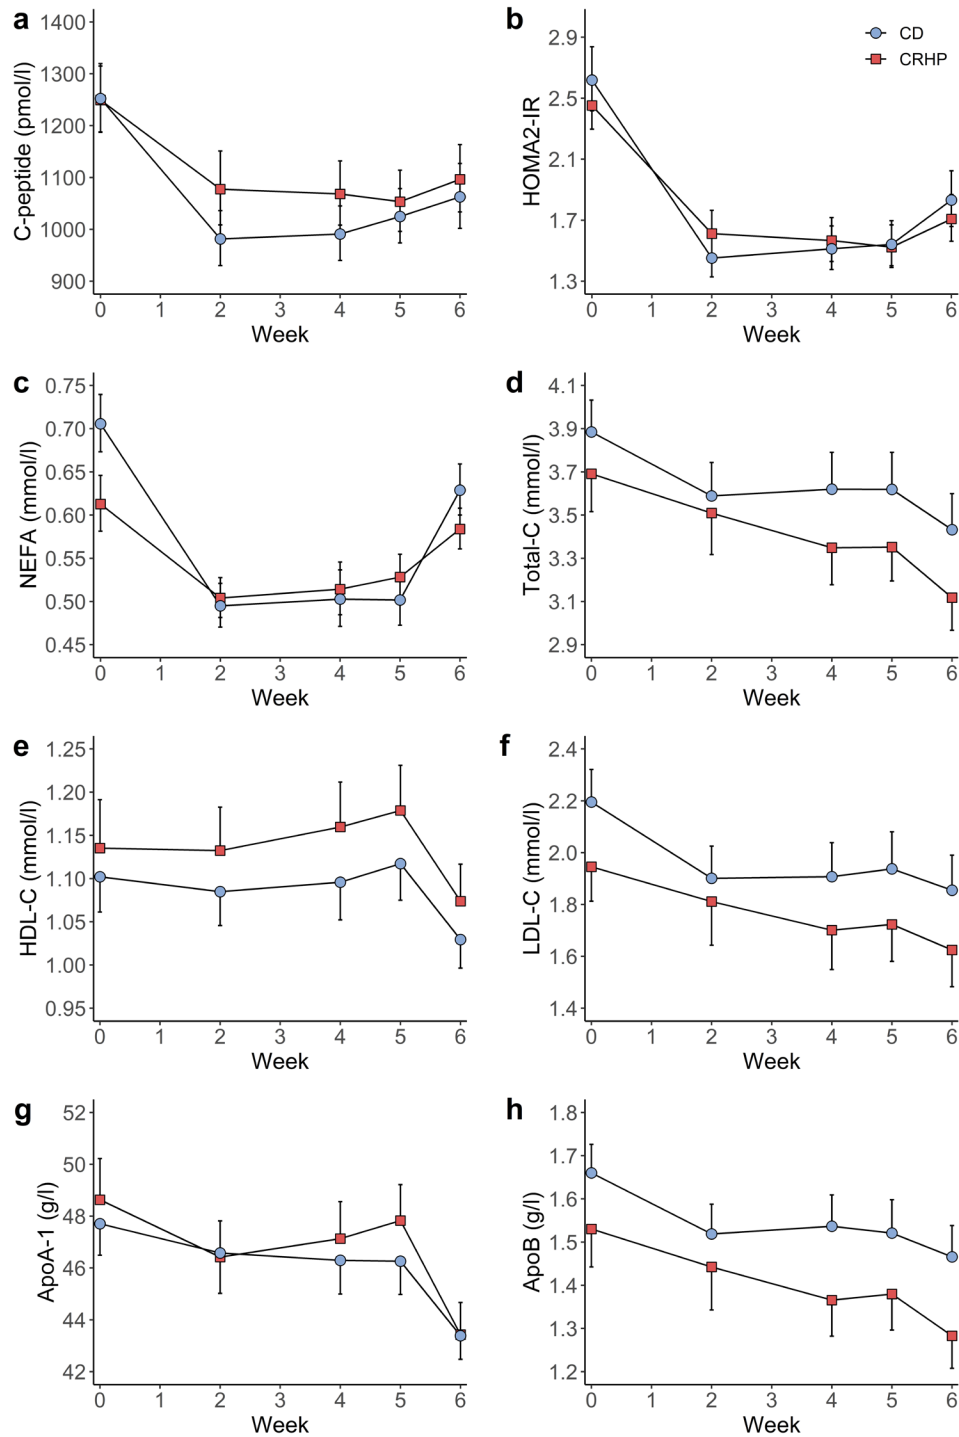 a
C-peptide (pmol/l)
1400
1300
1200
1100
1000
900
0 1 2 3 4 5 6
Week
b
HOMA2-IR
2.9
2.5
2.1
1.7
1.3
0 1 2 3 4 5 6
Week
CD
CRHP
c
NEFA (mmol/l)
0.75
0.70
0.65
0.60
0.55
0.50
0.45
0 1 2 3 4 5 6
Week
d
Total-C (mmol/l)
4.1
3.9
3.7
3.5
3.3
3.1
2.9
0 1 2 3 4 5 6
Week
e
HDL-C (mmol/l)
1.25
1.20
1.15
1.10
1.05
1.00
0.95
0 1 2 3 4 5 6
Week
f
LDL-C (mmol/l)
2.4
2.2
2.0
1.8
1.6
1.4
0 1 2 3 4 5 6
Week
g
ApoA-1 (g/l)
52
50
48
46
44
42
0 1 2 3 4 5 6
Week
h
ApoB (g/l)
1.8
1.7
1.6
1.5
1.4
1.3
1.2
0 1 2 3 4 5 6
Week